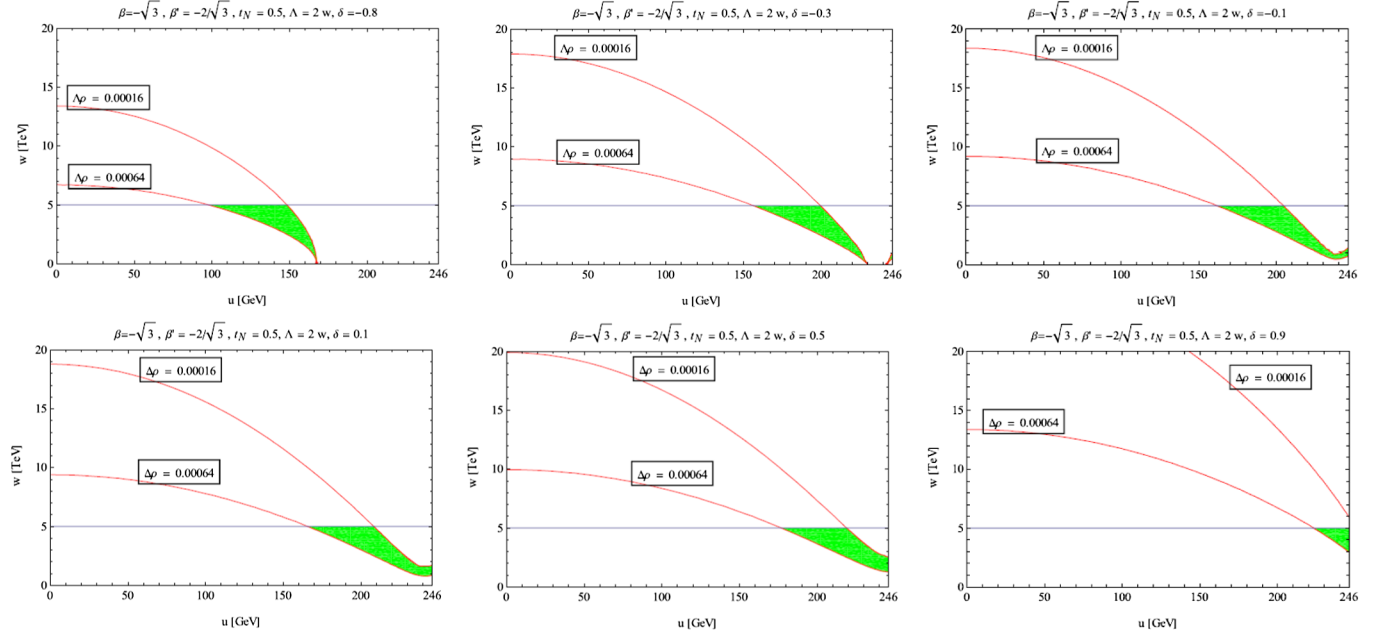 β=−√3 , β' = −2/√3 , t_N = 0.5, Λ = 2 w, δ = −0.8
20
15
10
5
0
w [TeV]
Δρ = 0.00016
Δρ = 0.00064
0 50 100 150 200 246
u [GeV]
β=−√3 , β' = −2/√3 , t_N = 0.5, Λ = 2 w, δ = −0.3
20
15
10
5
0
w [TeV]
Δρ = 0.00016
Δρ = 0.00064
0 50 100 150 200 246
u [GeV]
β=−√3 , β' = −2/√3 , t_N = 0.5, Λ = 2 w, δ = −0.1
20
15
10
5
0
w [TeV]
Δρ = 0.00016
Δρ = 0.00064
0 50 100 150 200 246
u [GeV]
β=−√3 , β' = −2/√3 , t_N = 0.5, Λ = 2 w, δ = 0.1
20
15
10
5
0
w [TeV]
Δρ = 0.00016
Δρ = 0.00064
0 50 100 150 200 246
u [GeV]
β=−√3 , β' = −2/√3 , t_N = 0.5, Λ = 2 w, δ = 0.5
20
15
10
5
0
w [TeV]
Δρ = 0.00016
Δρ = 0.00064
0 50 100 150 200 246
u [GeV]
β=−√3 , β' = −2/√3 , t_N = 0.5, Λ = 2 w, δ = 0.9
20
15
10
5
0
w [TeV]
Δρ = 0.00016
Δρ = 0.00064
0 50 100 150 200 246
u [GeV]